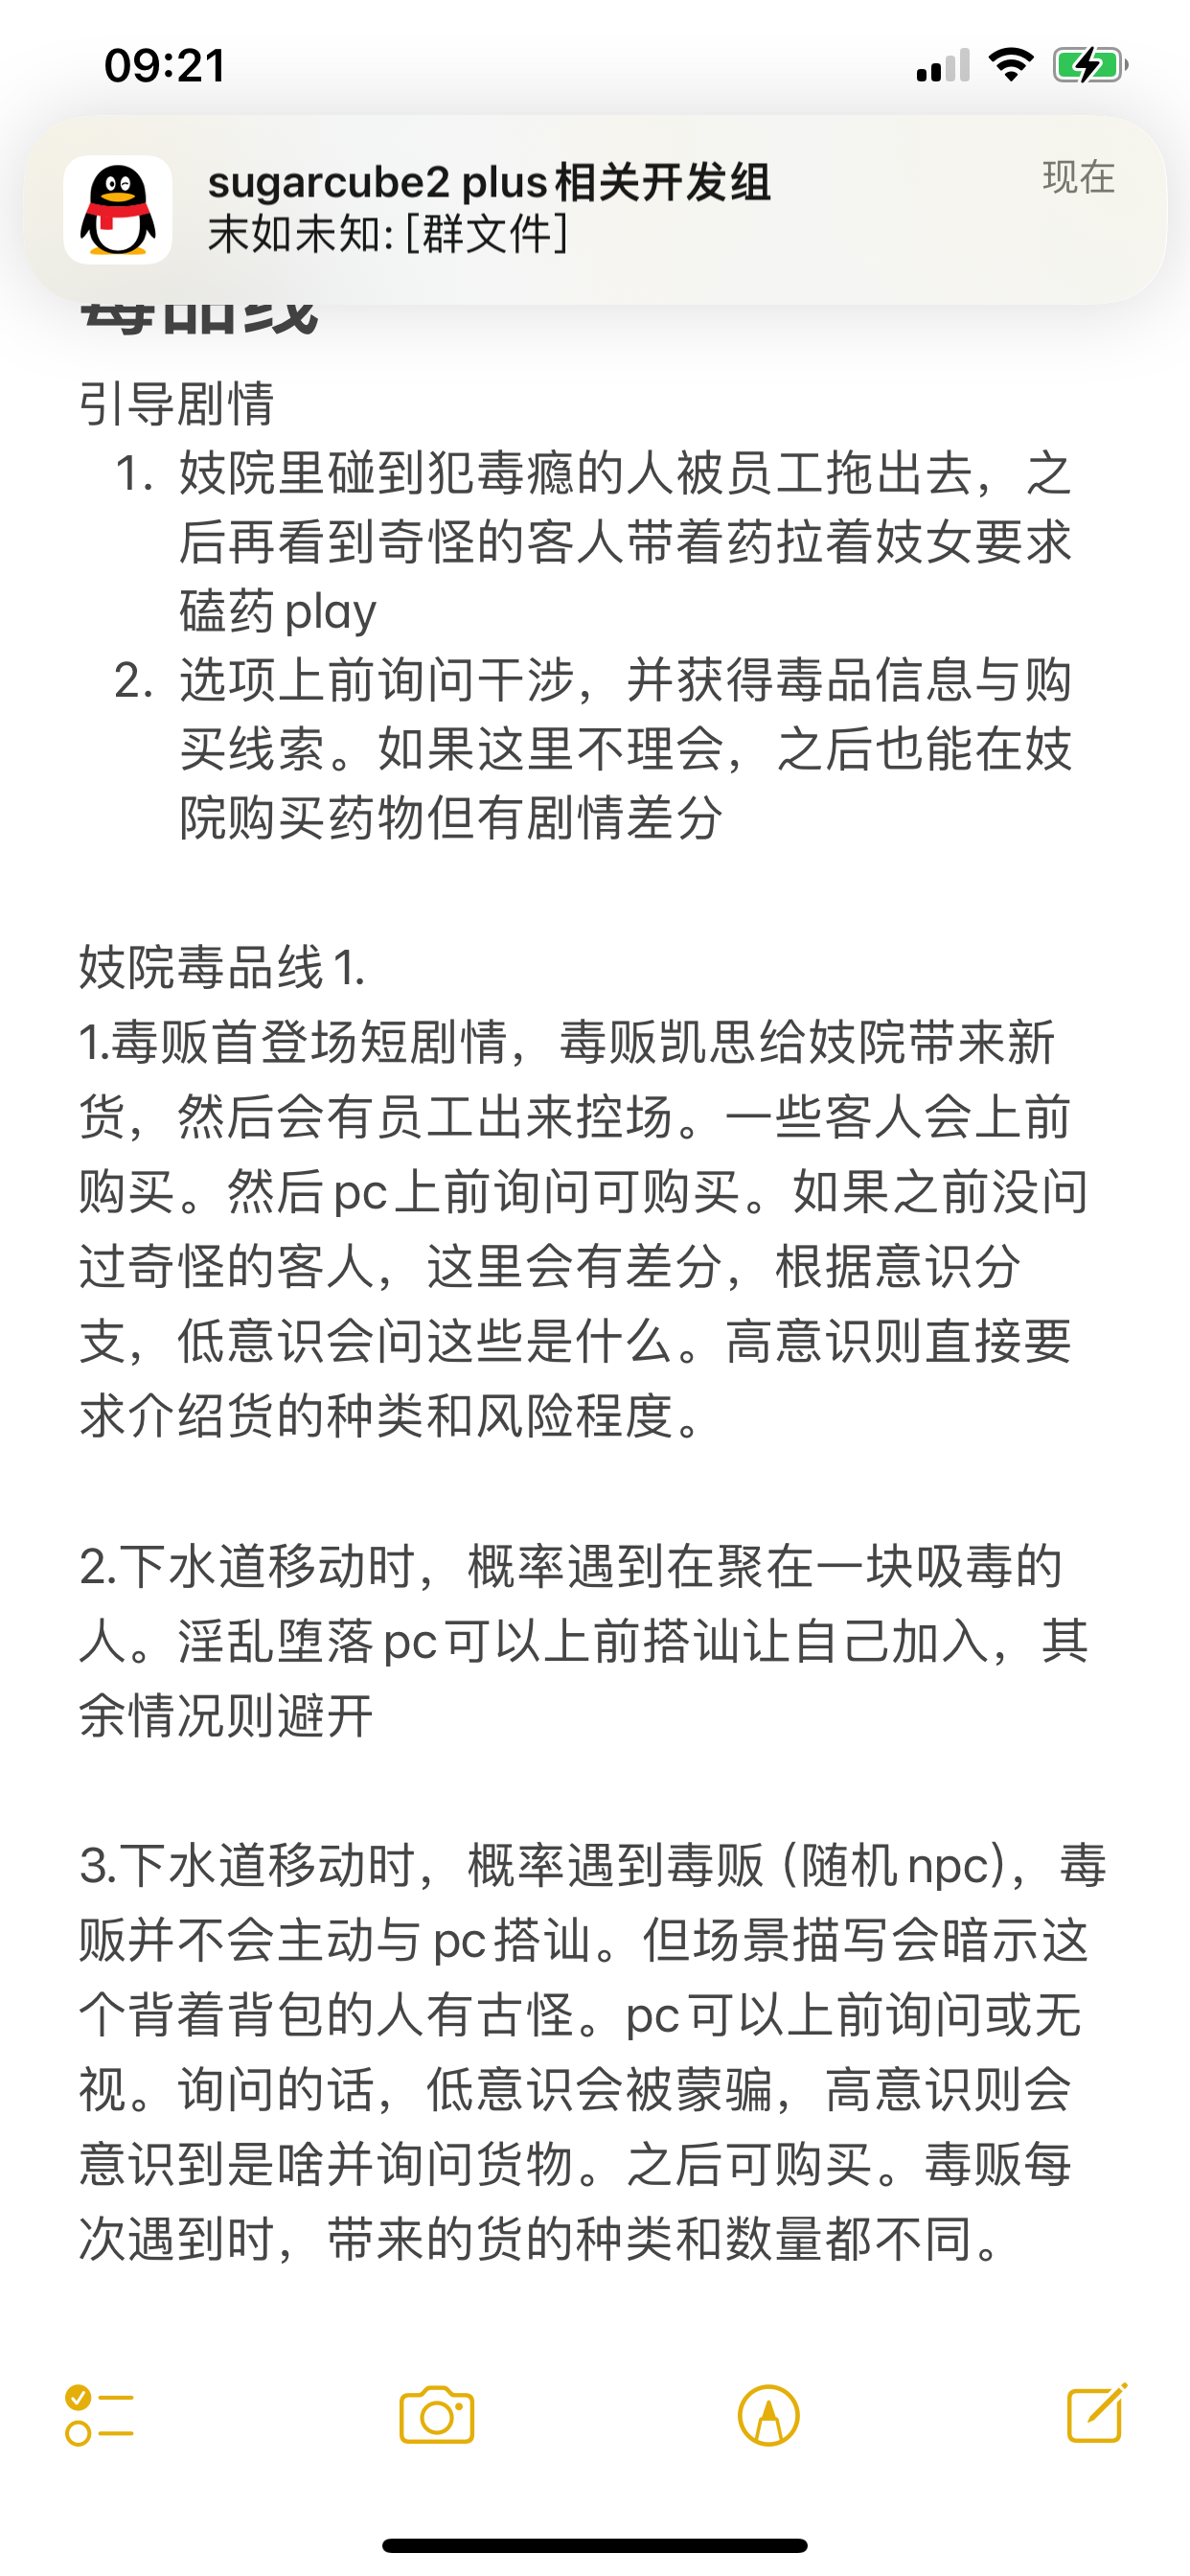 09:21
sugarcube2 plus相关开发组
现在
末如未知: [群文件]
毒品线
引导剧情
1. 妓院里碰到犯毒瘾的人被员工拖出去，之
后再看到奇怪的客人带着药拉着妓女要求
磕药 play
2. 选项上前询问干涉，并获得毒品信息与购
买线索。如果这里不理会，之后也能在妓
院购买药物但有剧情差分
妓院毒品线 1.
1.毒贩首登场短剧情，毒贩凯思给妓院带来新
货，然后会有员工出来控场。一些客人会上前
购买。然后 pc 上前询问可购买。如果之前没问
过奇怪的客人，这里会有差分，根据意识分
支，低意识会问这些是什么。高意识则直接要
求介绍货的种类和风险程度。
2.下水道移动时，概率遇到在聚在一块吸毒的
人。淫乱堕落 pc 可以上前搭讪让自己加入，其
余情况则避开
3.下水道移动时，概率遇到毒贩（随机 npc），毒
贩并不会主动与 pc 搭讪。但场景描写会暗示这
个背着背包的人有古怪。pc 可以上前询问或无
视。询问的话，低意识会被蒙骗，高意识则会
意识到是啥并询问货物。之后可购买。毒贩每
次遇到时，带来的货的种类和数量都不同。